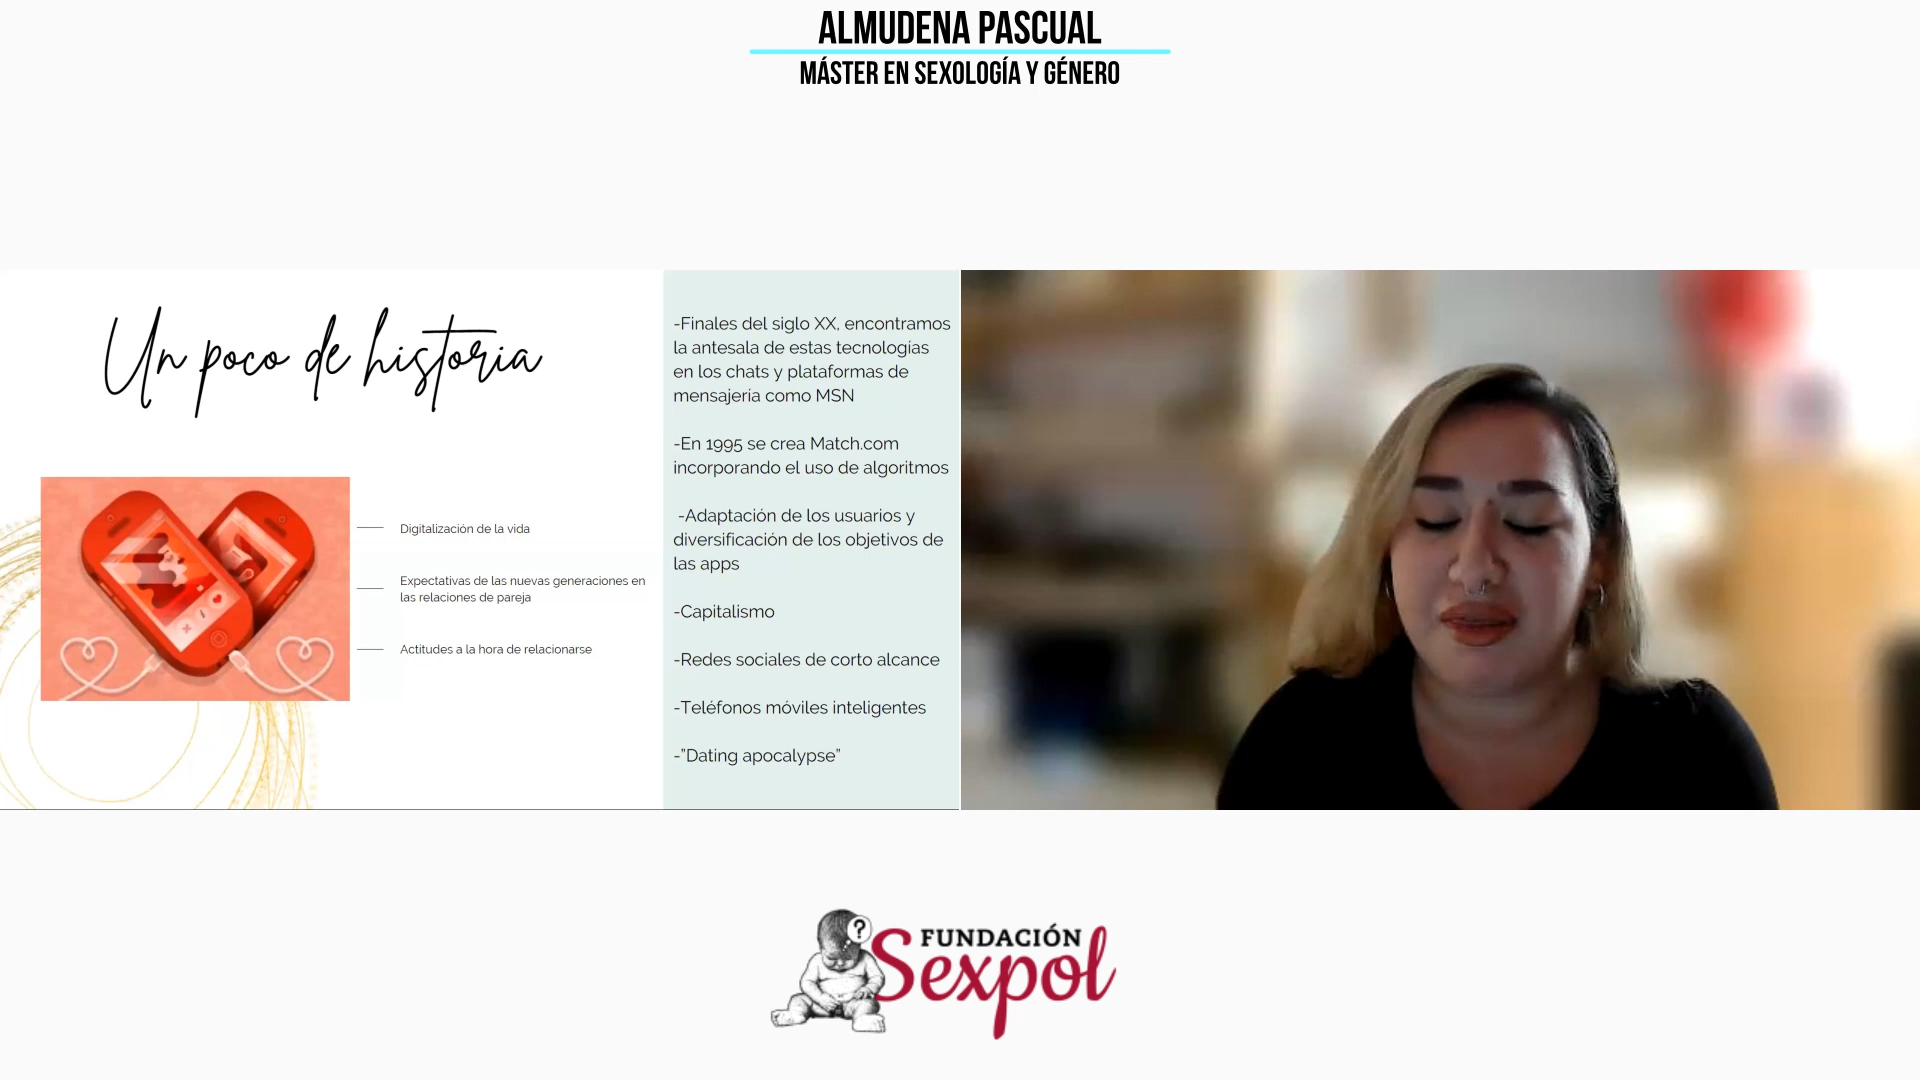 ALMUDENA PASCUAL
MÁSTER EN SEXOLOGÍA Y GÉNERO
Un poco de historia
Digitalización de la vida
Expectativas de las nuevas generaciones en
las relaciones de pareja
Actitudes a la hora de relacionarse
-Finales del siglo XX, encontramos
la antesala de estas tecnologías
en los chats y plataformas de
mensajería como MSN
-En 1995 se crea Match.com
incorporando el uso de algoritmos
-Adaptación de los usuarios y
diversificación de los objetivos de
las apps
-Capitalismo
-Redes sociales de corto alcance
-Teléfonos móviles inteligentes
-"Dating apocalypse"
?
FUNDACIÓN
Sexpol